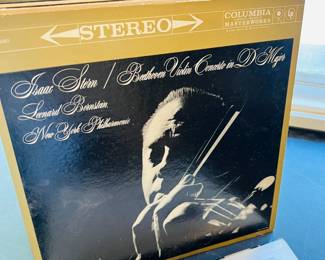 STEREO
COLUMBIA
MASTERWORKS
Isaac Stern / Beethoven Violin Concerto in D Major
Leonard Bernstein,
New York Philharmonic